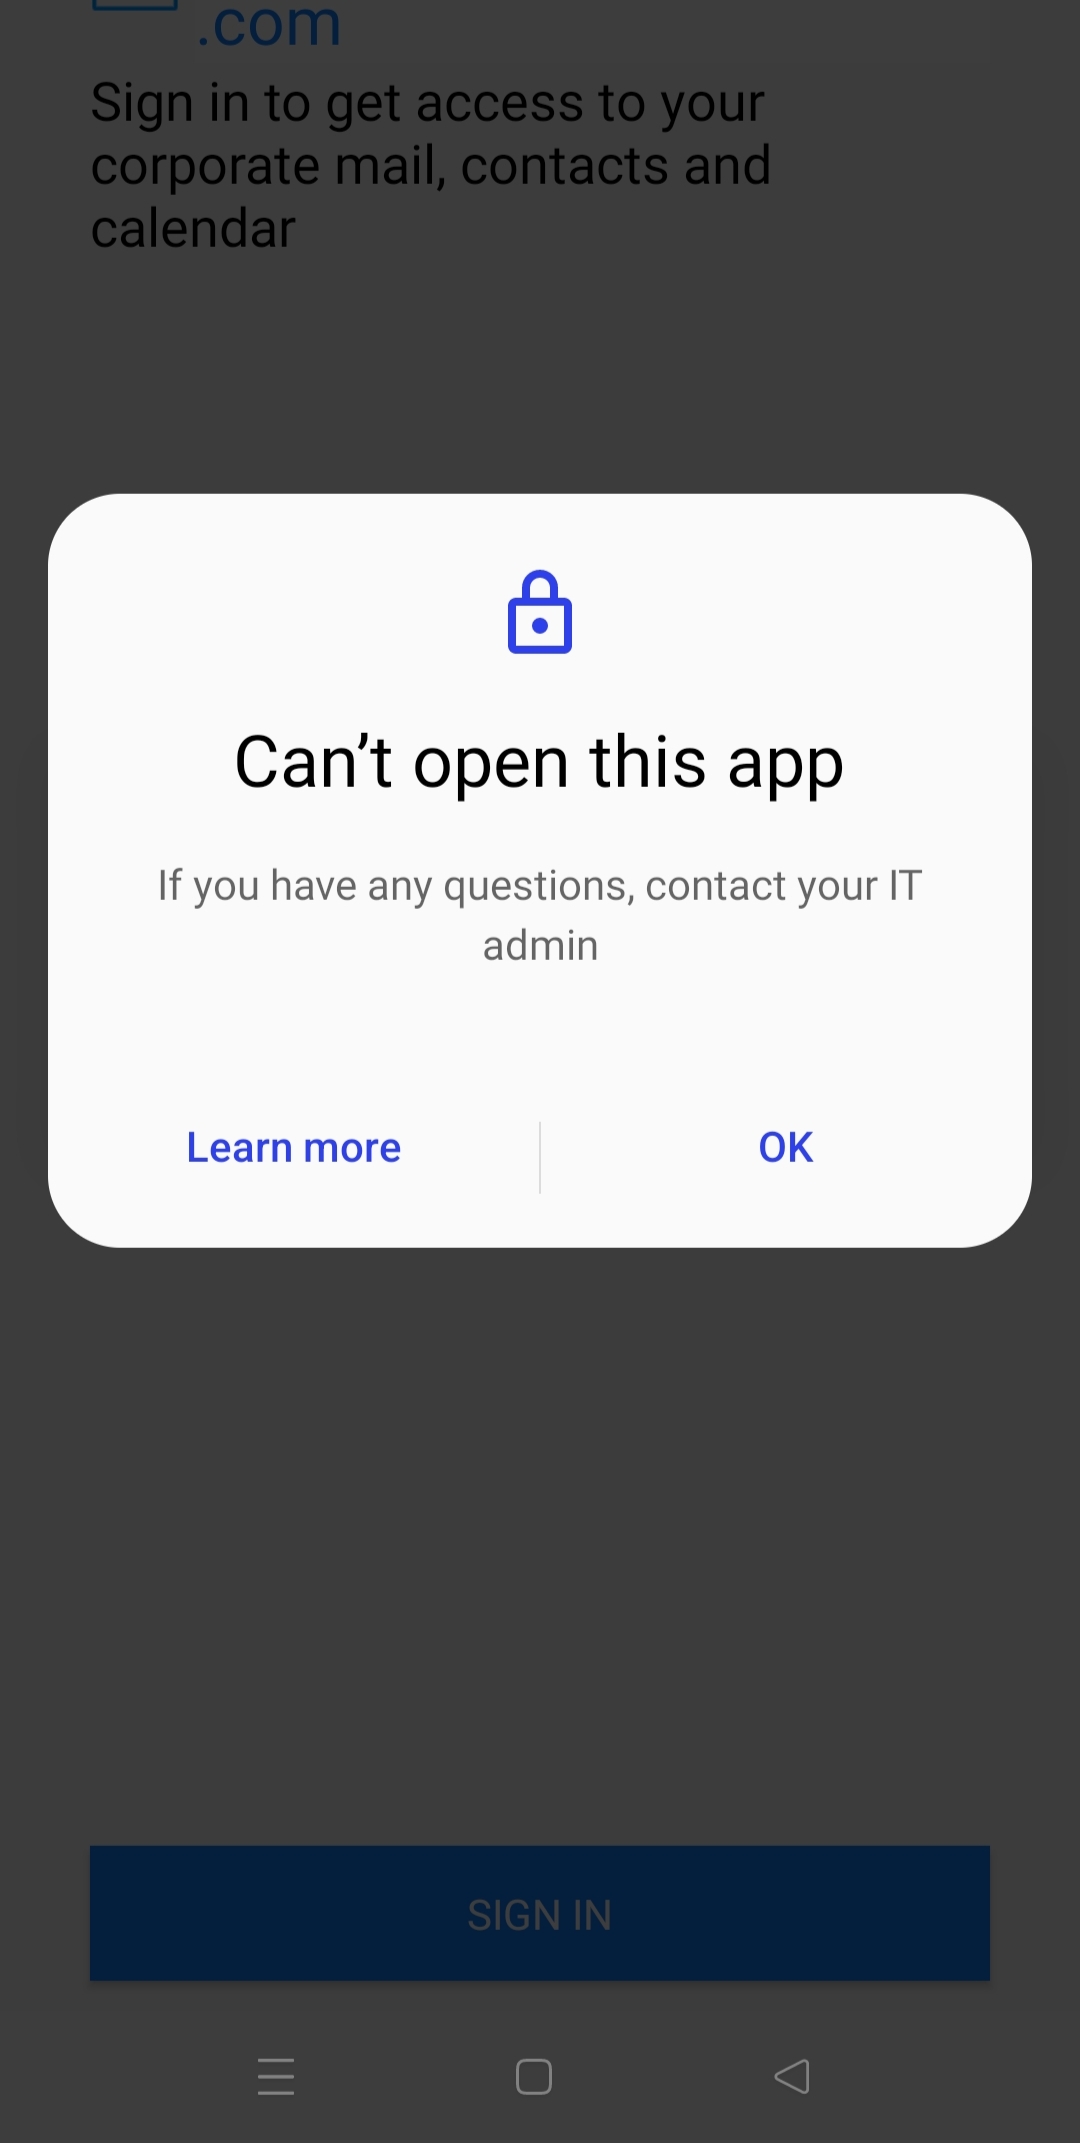 .com
Sign in to get access to your
corporate mail, contacts and
calendar
Can’t open this app
If you have any questions, contact your IT
admin
Learn more
OK
SIGN IN